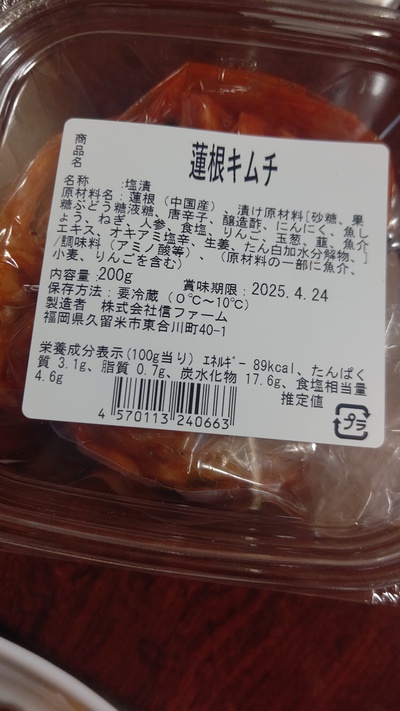 商品名 蓮根キムチ
名称 :塩漬
原材料名:蓮根(中国産) 漬け原材料[砂糖、果
糖ぶどう糖液糖、唐辛子、醸造酢、にんにく、魚し
ょう、ねぎ、人参、食塩、りんご、玉葱、韮、魚介
エキス、オキアミ塩辛、生姜、たん白加水分解物、]
/調味料(アミノ酸等)、(原材料の一部に魚介、
小麦、りんごを含む)
内容量:200g 賞味期限:2025.4.24
保存方法:要冷蔵(0℃~10℃)
製造者 株式会社信ファーム
福岡県久留米市東合川町40-1
栄養成分表示(100g当り) エネルギー 89kcal、たんぱく
質 3.1g、脂質 0.7g、炭水化物 17.6g、食塩相当量
4.6g 推定値
4 570113 240663
プラ